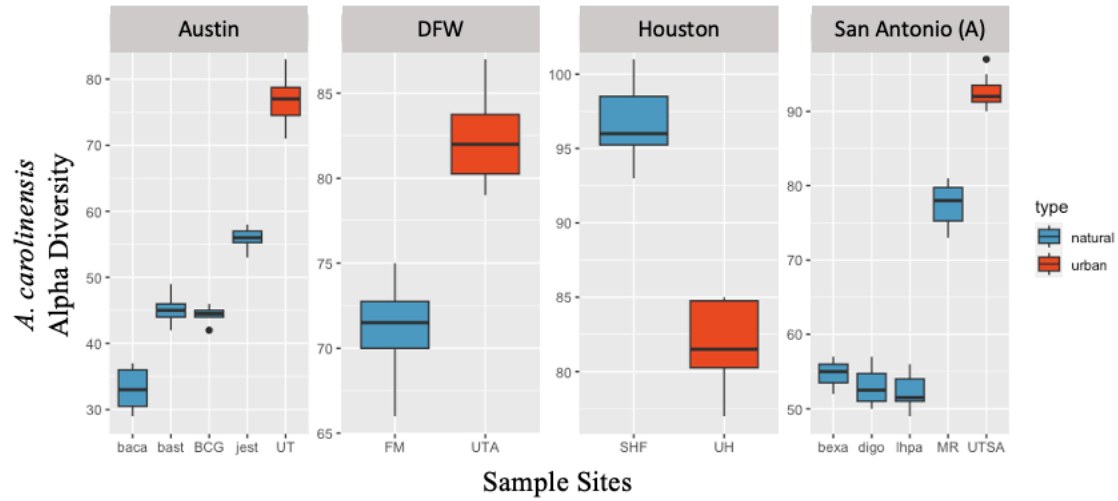 Austin
DFW
Houston
San Antonio (A)
A. carolinensis
Alpha Diversity
80
70
60
50
40
30
85
80
75
70
65
100
95
90
85
80
90
80
70
60
50
baca bast BCG jest UT
FM UTA
SHF UH
bexa digo lhpa MR UTSA
Sample Sites
type
natural
urban